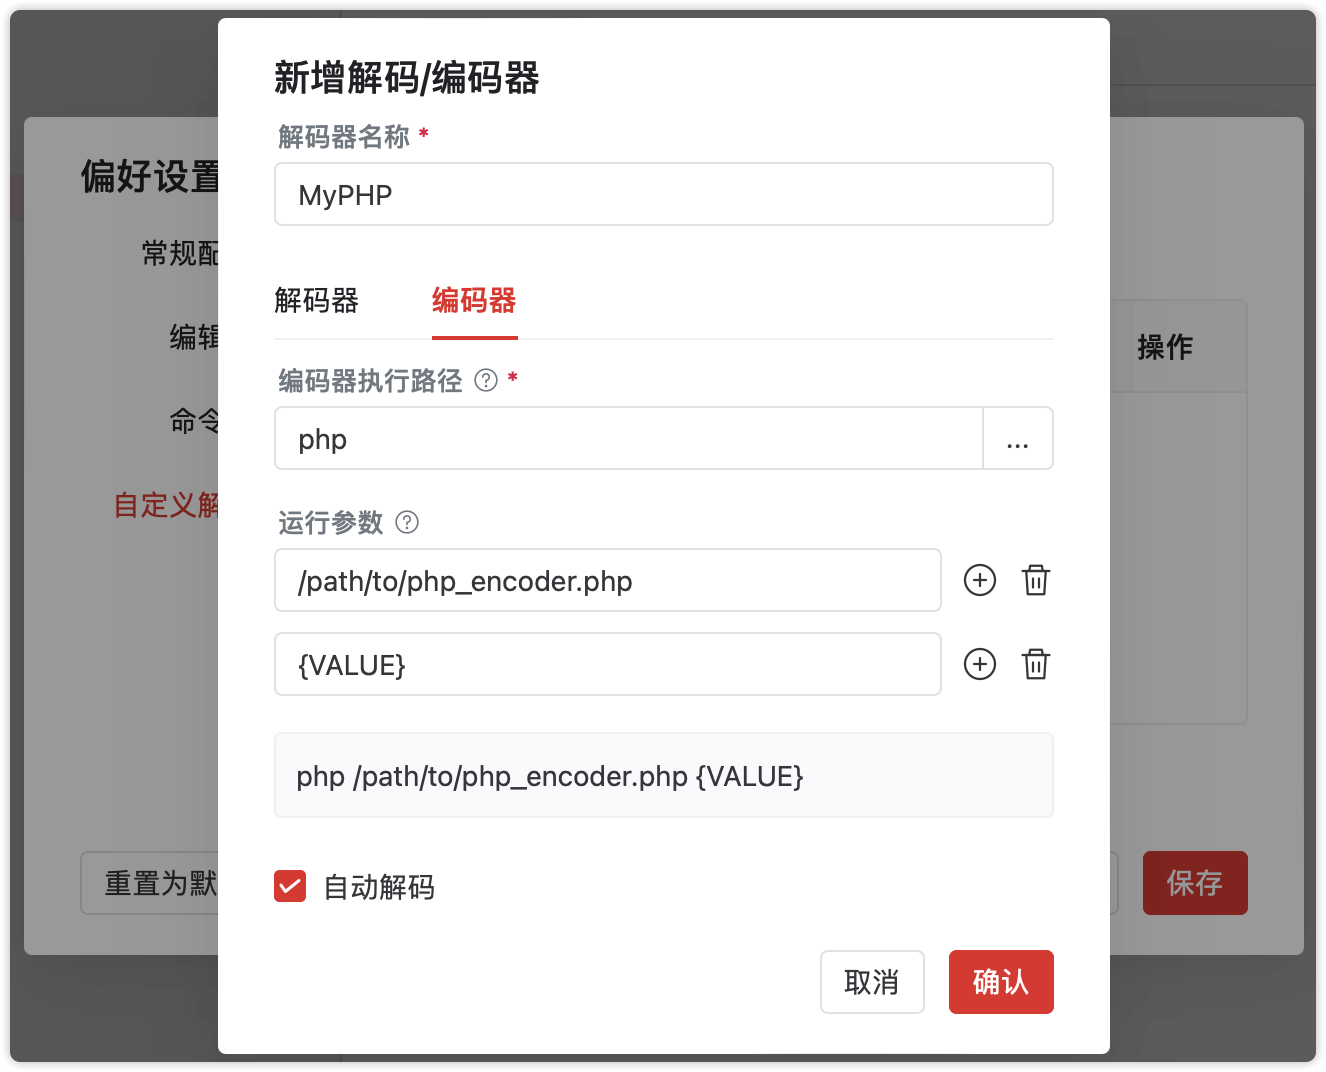 新增解码/编码器
解码器名称 *
MyPHP
解码器
编码器
编码器执行路径 ? *
php
...
运行参数 ?
/path/to/php_encoder.php
{VALUE}
php /path/to/php_encoder.php {VALUE}
自动解码
取消
确认
偏好设置
常规配
编辑
命令
自定义解
操作
重置为默
保存